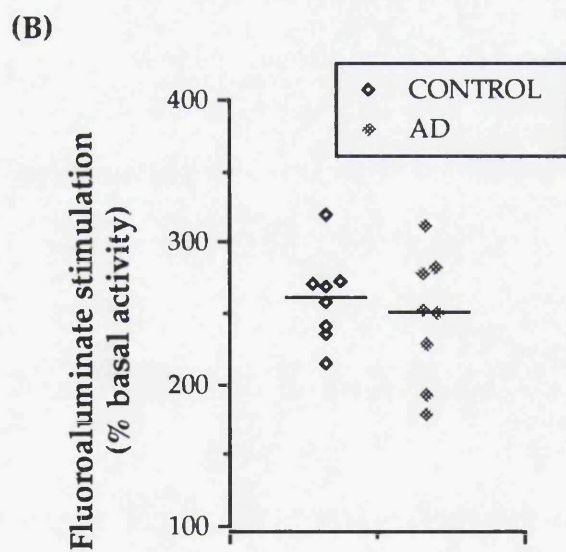 (B)
CONTROL
AD
Fluoroaluminate stimulation
(% basal activity)
400
300
200
100